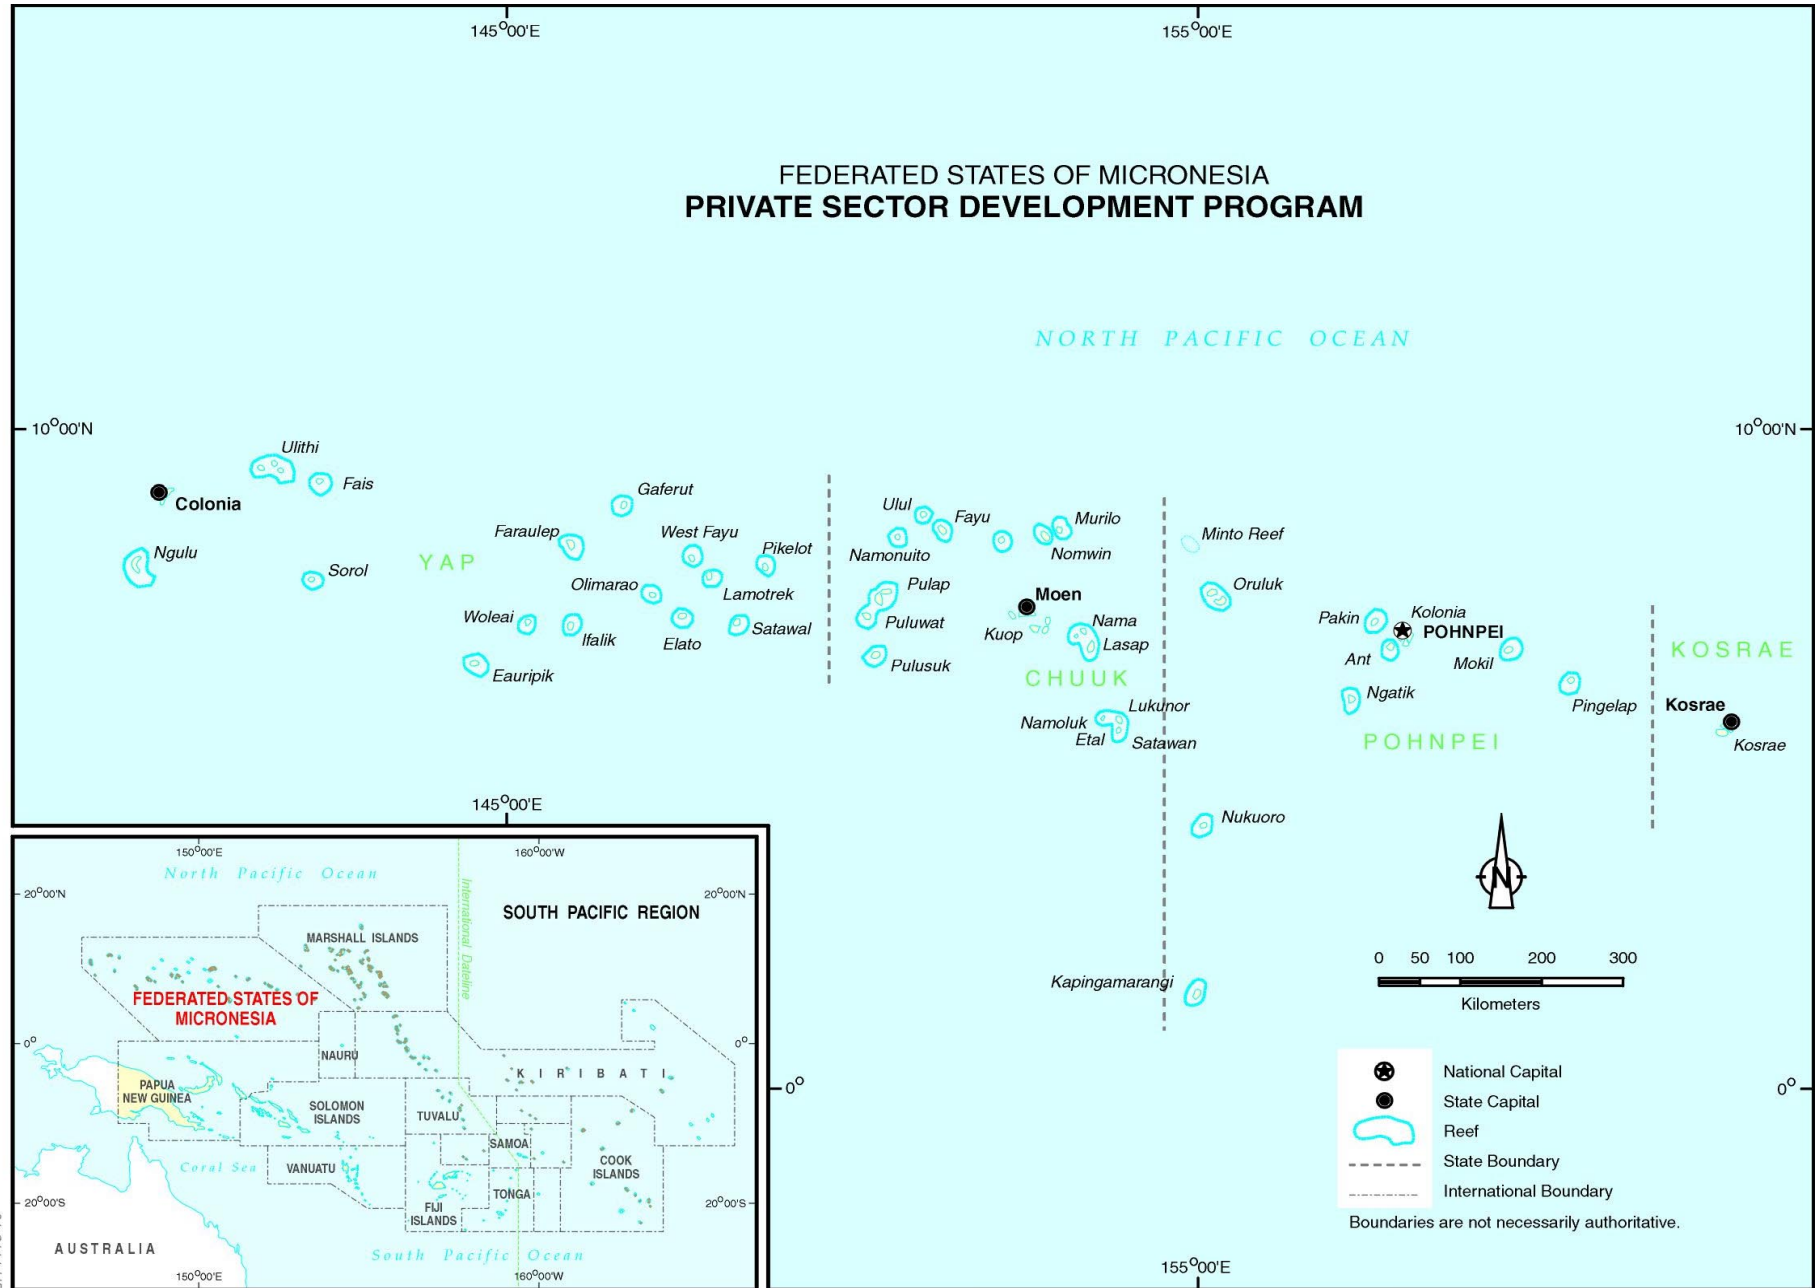 145°00'E
155°00'E
FEDERATED STATES OF MICRONESIA
PRIVATE SECTOR DEVELOPMENT PROGRAM
NORTH PACIFIC OCEAN
10°00'N
10°00'N
Ulithi
Fais
Colonia
Gaferut
Ulul
Fayu
Murilo
Faraulep
West Fayu
Minto Reef
Ngulu
YAP
Pikelot
Namonuito
Nomwin
Sorol
Olimarao
Lamotrek
Pulap
Moen
Oruluk
Woleai
Puluwat
Kuop
Nama
Pakin
Kolonia
POHNPEI
Ifalik
Elato
Satawal
Lasap
KOSRAE
Eauripik
Pulusuk
CHUUK
Ant
Mokil
Ngatik
Pingelap
Kosrae
Lukunor
Namoluk
Etal
Satawan
POHNPEI
Kosrae
145°00'E
Nukuoro
Kapingamarangi
N
0 50 100 200 300
Kilometers
National Capital
State Capital
Reef
State Boundary
International Boundary
Boundaries are not necessarily authoritative.
0°
0°
155°00'E
150°00'E
160°00'W
North Pacific Ocean
20°00'N
20°00'N
International Dateline
SOUTH PACIFIC REGION
MARSHALL ISLANDS
FEDERATED STATES OF
MICRONESIA
0°
0°
NAURU
KIRIBATI
PAPUA
NEW GUINEA
SOLOMON
ISLANDS
TUVALU
SAMOA
Coral Sea
VANUATU
COOK
ISLANDS
TONGA
20°00'S
20°00'S
FIJI
ISLANDS
AUSTRALIA
South Pacific Ocean
150°00'E
160°00'W